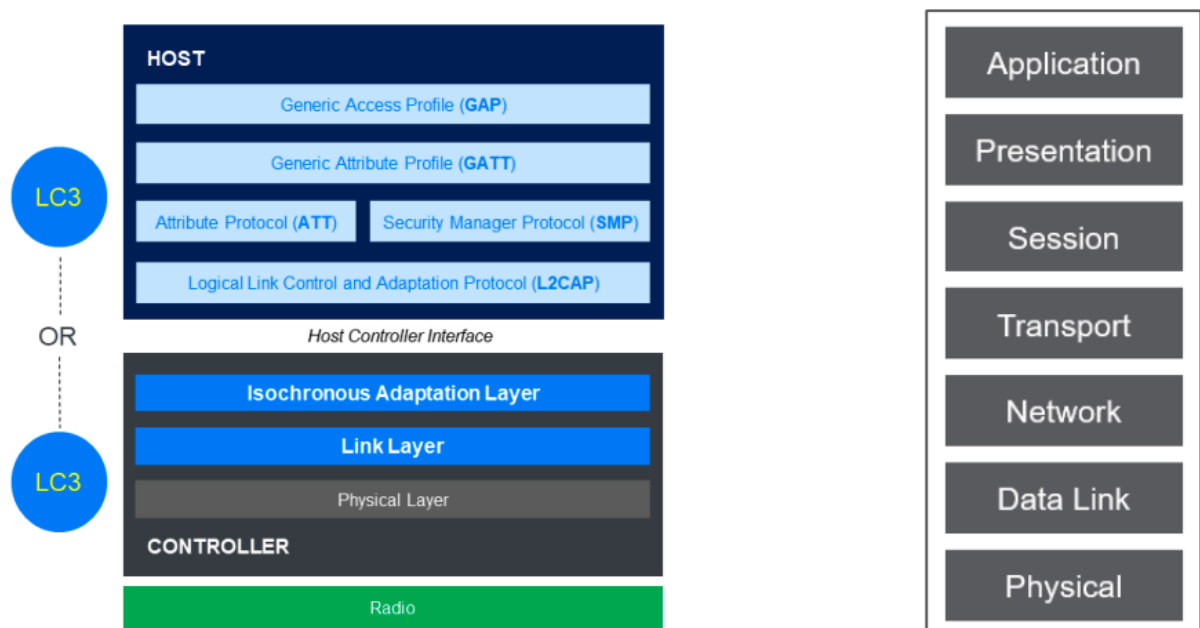 HOST
Generic Access Profile (GAP)
Generic Attribute Profile (GATT)
Attribute Protocol (ATT)
Security Manager Protocol (SMP)
Logical Link Control and Adaptation Protocol (L2CAP)
Host Controller Interface
Isochronous Adaptation Layer
Link Layer
Physical Layer
CONTROLLER
Radio
LC3
OR
LC3
Application
Presentation
Session
Transport
Network
Data Link
Physical